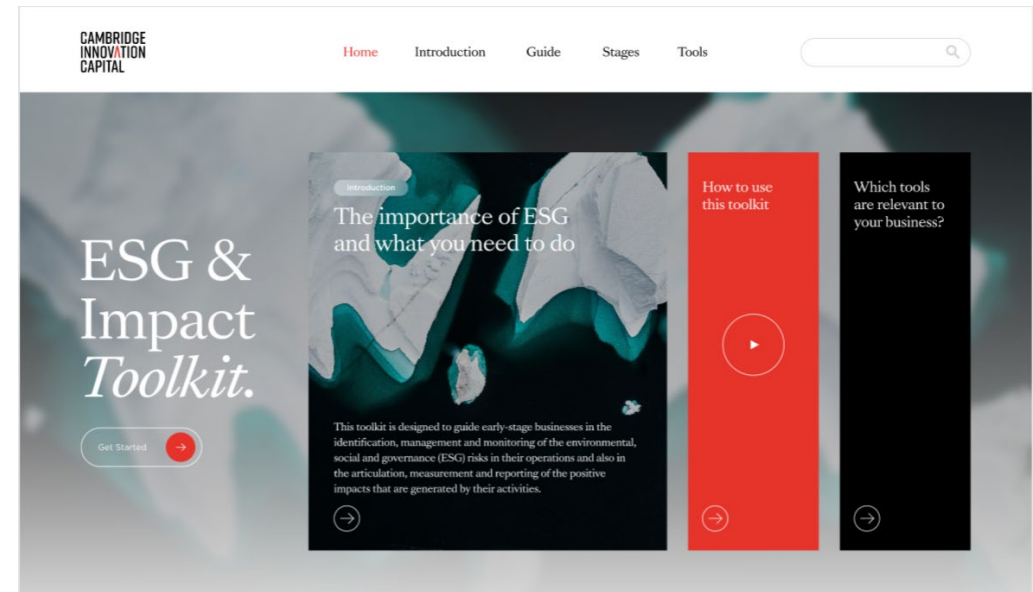 CAMBRIDGE
INNOVATION
CAPITAL
Home
Introduction
Guide
Stages
Tools
ESG &
Impact
Toolkit.
Get Started
Introduction
The importance of ESG
and what you need to do
This toolkit is designed to guide early-stage businesses in the
identification, management and monitoring of the environmental,
social and governance (ESG) risks in their operations and also in
the articulation, measurement and reporting of the positive
impacts that are generated by their activities.
How to use
this toolkit
Which tools
are relevant to
your business?